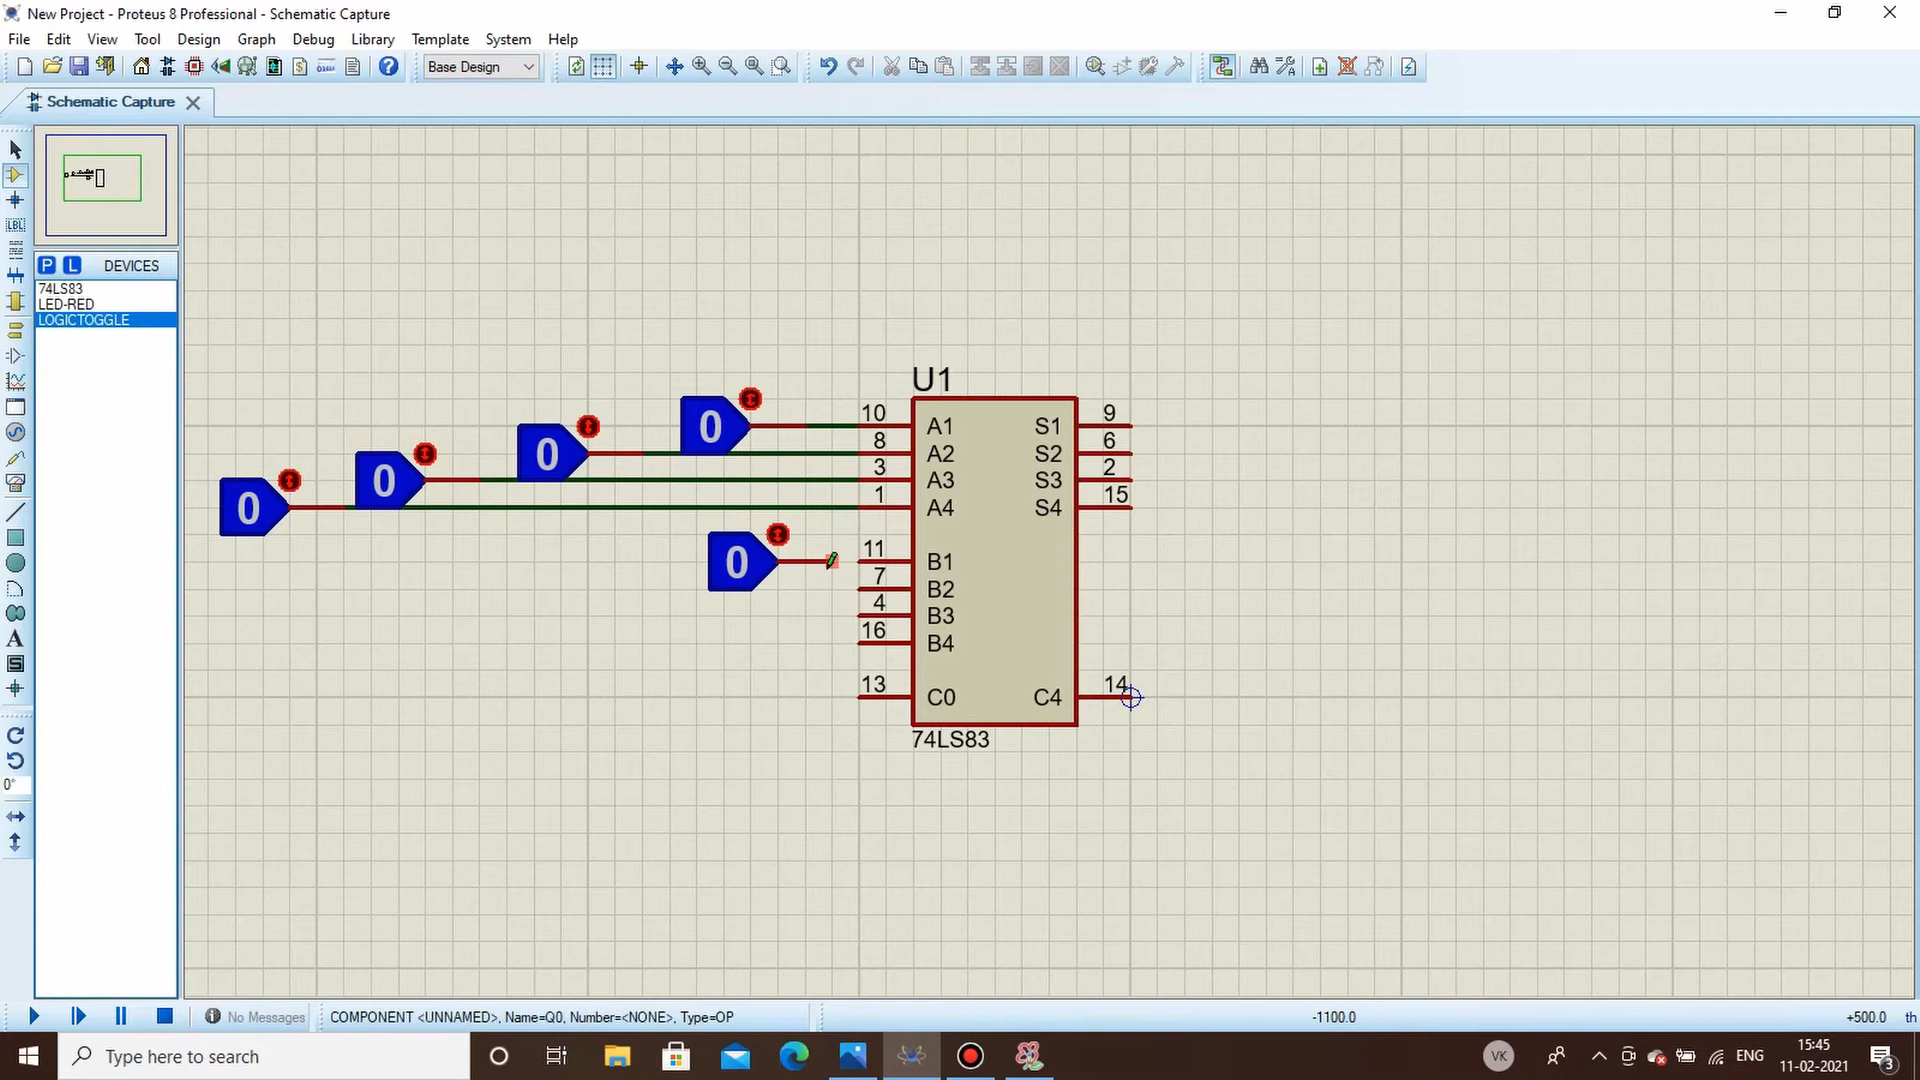 New Project - Proteus 8 Professional - Schematic Capture
File Edit View Tool Design Graph Debug Library Template System Help
Base Design
Schematic Capture
P L DEVICES
74LS83
LED-RED
LOGICTOGGLE
LBL
A
S
0°
U1
0 10 A1 S1 9
0 8 A2 S2 6
0 3 A3 S3 2
0 1 A4 S4 15
0 11 B1
7 B2
4 B3
16 B4
13 C0 C4 14
74LS83
No Messages COMPONENT <UNNAMED>, Name=Q0, Number=<NONE>, Type=OP -1100.0 +500.0 th
Type here to search
VK ENG 15:45
11-02-2021
3